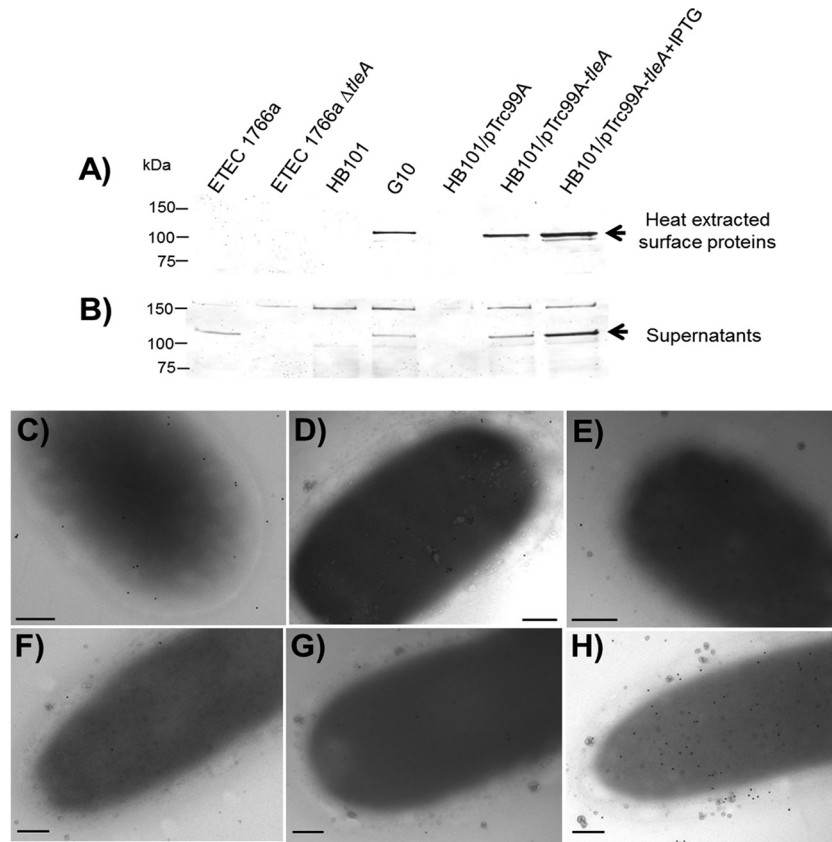 ETEC 1766a
ETEC 1766a ΔtleA
HB101
G10
HB101/pTrc99A
HB101/pTrc99A-tleA
HB101/pTrc99A-tleA+IPTG
A)
kDa
150
100
75
Heat extracted
surface proteins
B)
150
100
75
Supernatants
C)
D)
E)
F)
G)
H)